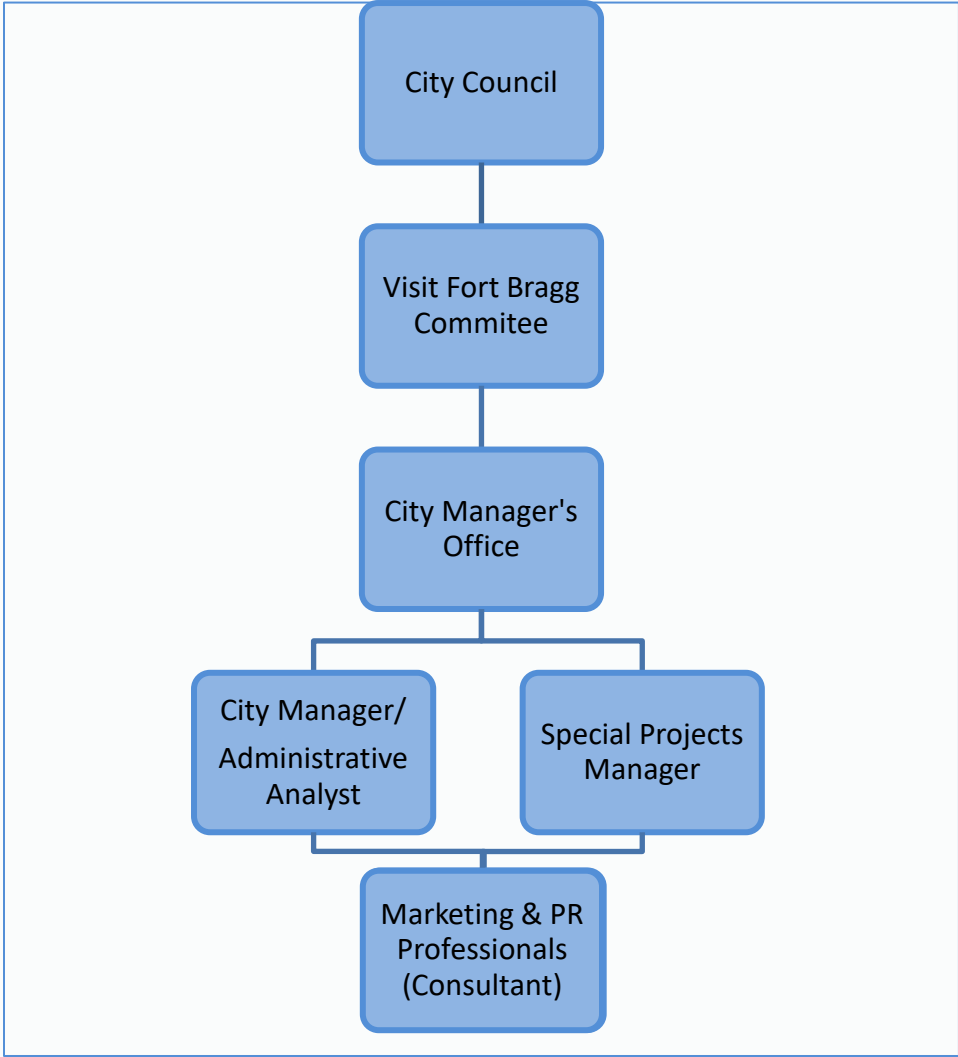 City Council
Visit Fort Bragg
Commitee
City Manager's
Office
City Manager/
Administrative
Analyst
Special Projects
Manager
Marketing & PR
Professionals
(Consultant)